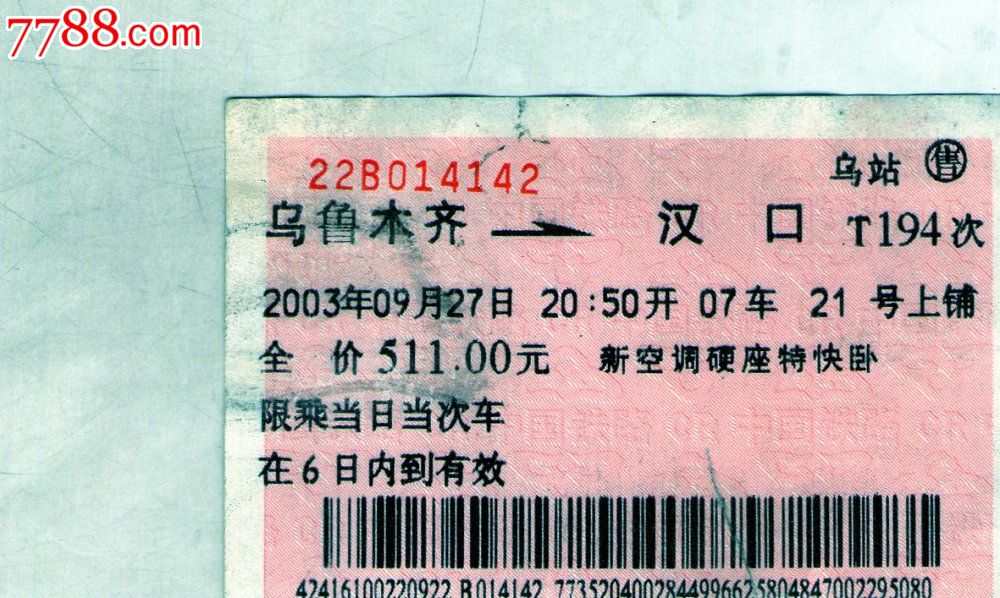 7788.com
22B014142 乌站 售
乌鲁木齐 汉口 T194次
2003年09月27日 20:50开 07车 21 号上铺
全 价 511.00元 新空调硬座特快卧
限乘当日当次车
在6日内到有效
42416100220922 B014142 7735204002844996625804847002295080